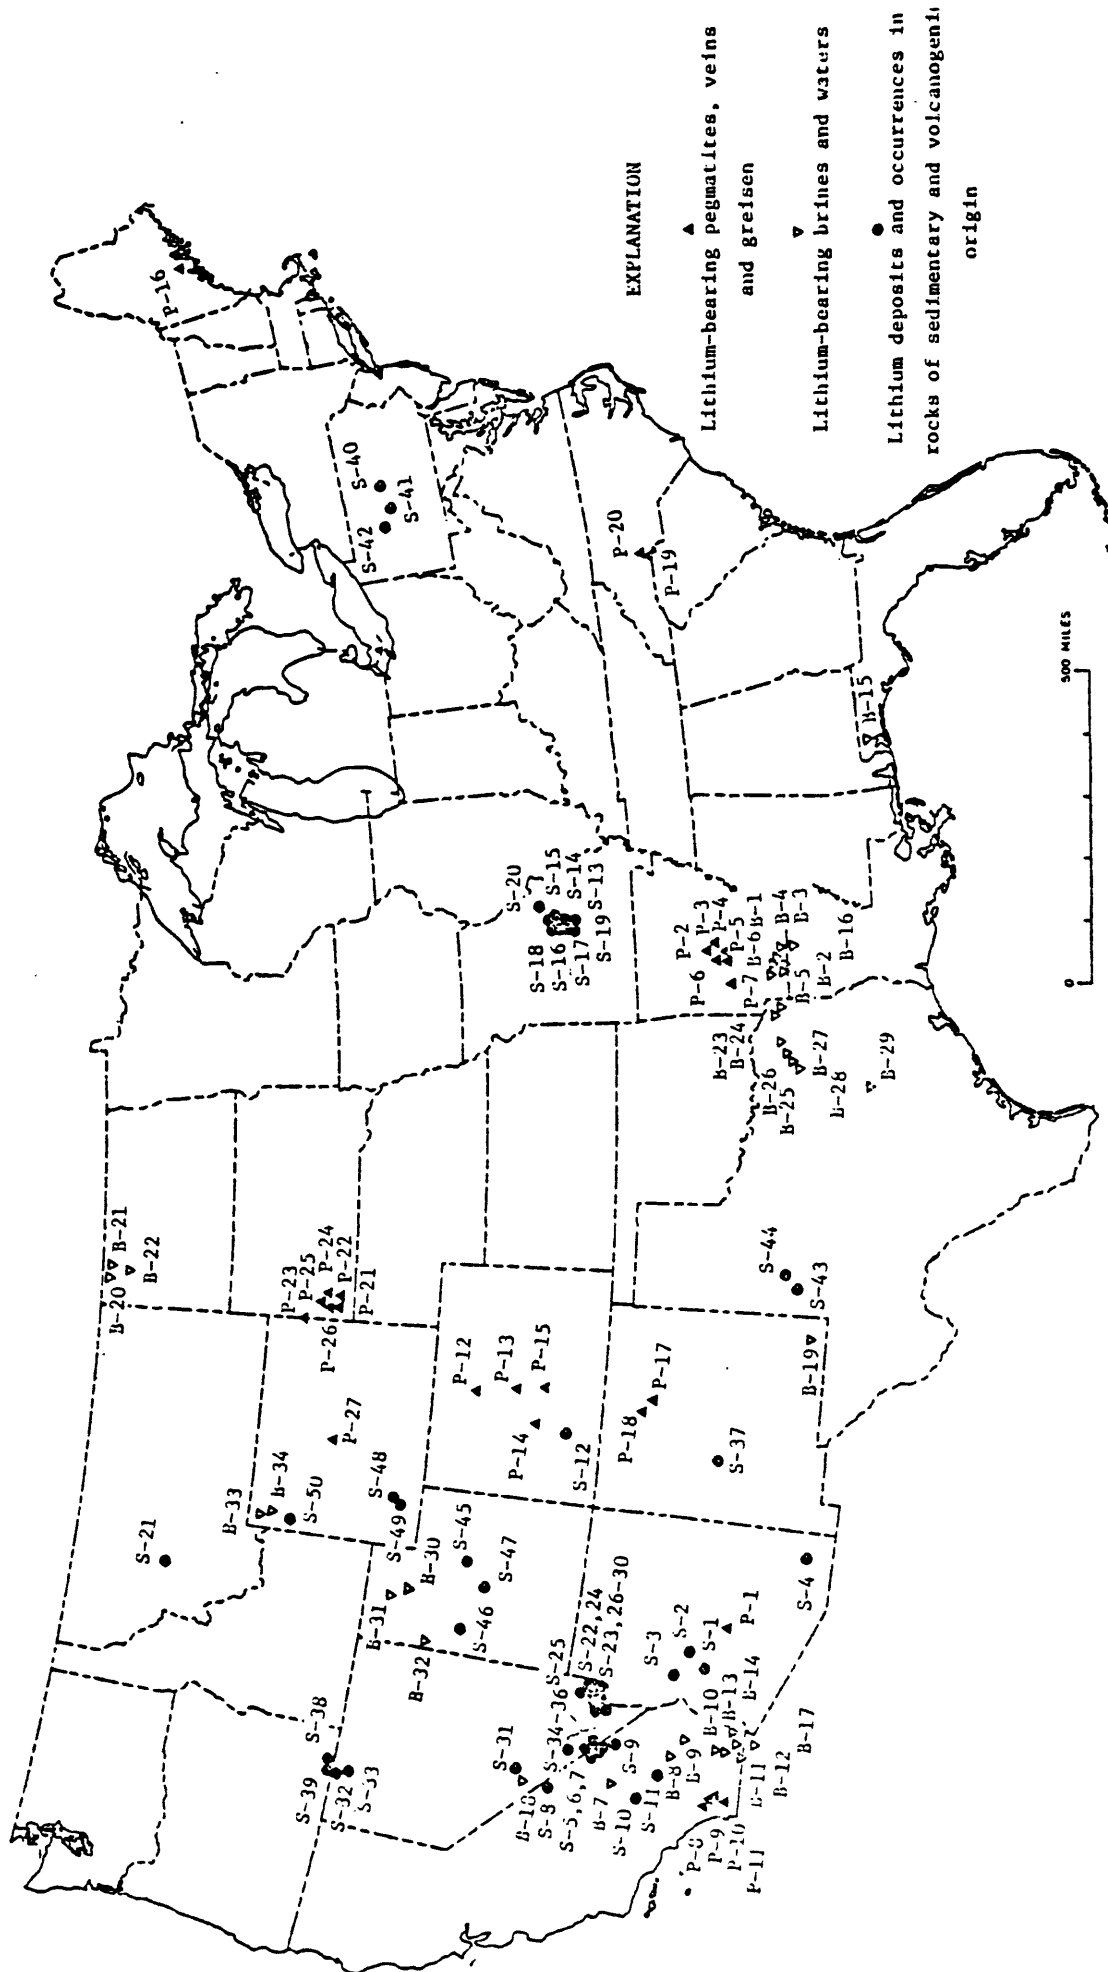 P-16
S-40
S-41
S-42
P-20
P-19
B-15
S-20
S-15
S-14
S-13
S-18
S-16
S-17
S-19
P-2
P-3
P-4
P-5
P-6
P-7
B-6
B-1
B-4
B-3
B-5
B-2
B-16
B-23
B-24
B-26
B-25
B-27
B-28
B-29
B-20
B-21
B-22
P-23
P-25
P-24
P-22
P-21
P-26
P-27
P-12
P-13
P-15
P-14
S-12
P-18
P-17
S-44
S-43
B-19
S-37
S-21
B-33
B-34
S-50
S-48
S-49
B-30
B-31
B-32
S-45
S-47
S-46
S-4
S-25
S-22,24
S-23,26-30
S-3
S-2
S-1
P-1
S-38
S-39
S-32
S-33
S-31
B-18
S-8
S-34-36
S-5,6,7
S-9
B-7
S-10
S-11
B-8
B-9
B-10
B-13
B-14
B-11
B-12
B-17
P-8
P-9
P-10
P-11
EXPLANATION
▲
Lithium-bearing pegmatites, veins
and greisen
▽
Lithium-bearing brines and waters
●
Lithium deposits and occurrences in
rocks of sedimentary and
origin
0
500 MILES